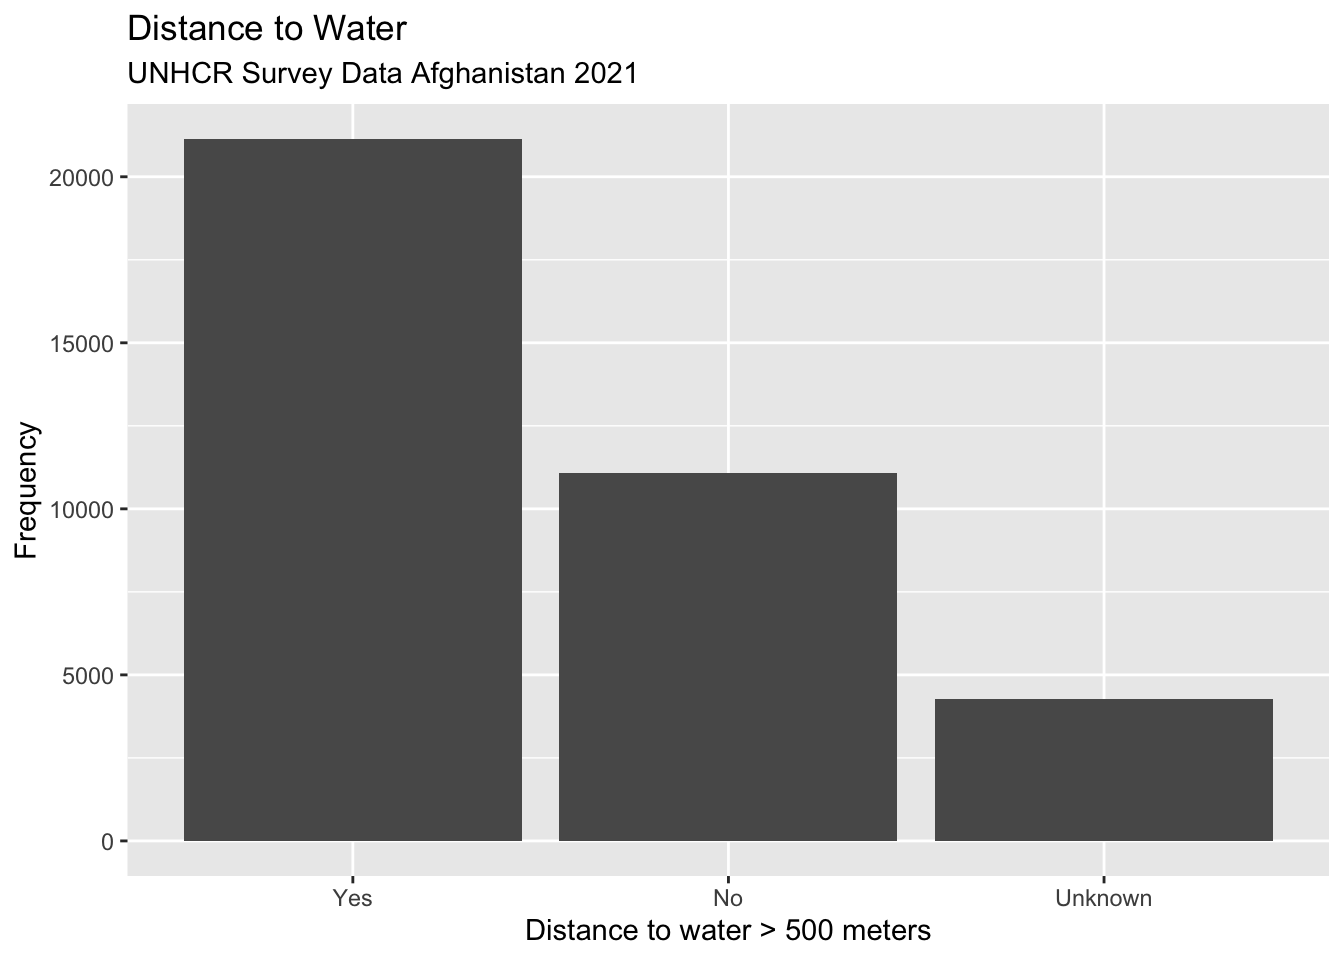 Distance to Water
UNHCR Survey Data Afghanistan 2021
Frequency
20000
15000
10000
5000
0
Yes No Unknown
Distance to water > 500 meters